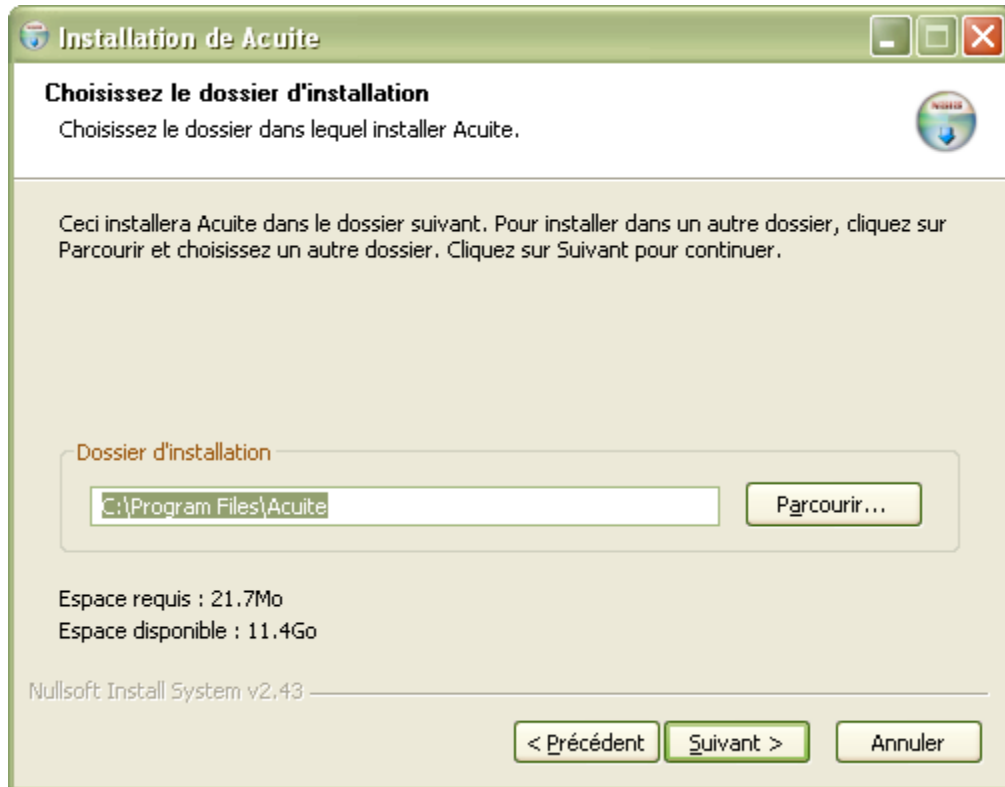 Installation de Acuite
Choisissez le dossier d'installation
Choisissez le dossier dans lequel installer Acuite.
Ceci installera Acuite dans le dossier suivant. Pour installer dans un autre dossier, cliquez sur
Parcourir et choisissez un autre dossier. Cliquez sur Suivant pour continuer.
Dossier d'installation
C:\Program Files\Acuite
Parcourir...
Espace requis : 21.7Mo
Espace disponible : 11.4Go
Nullsoft Install System v2.43
< Précédent
Suivant >
Annuler